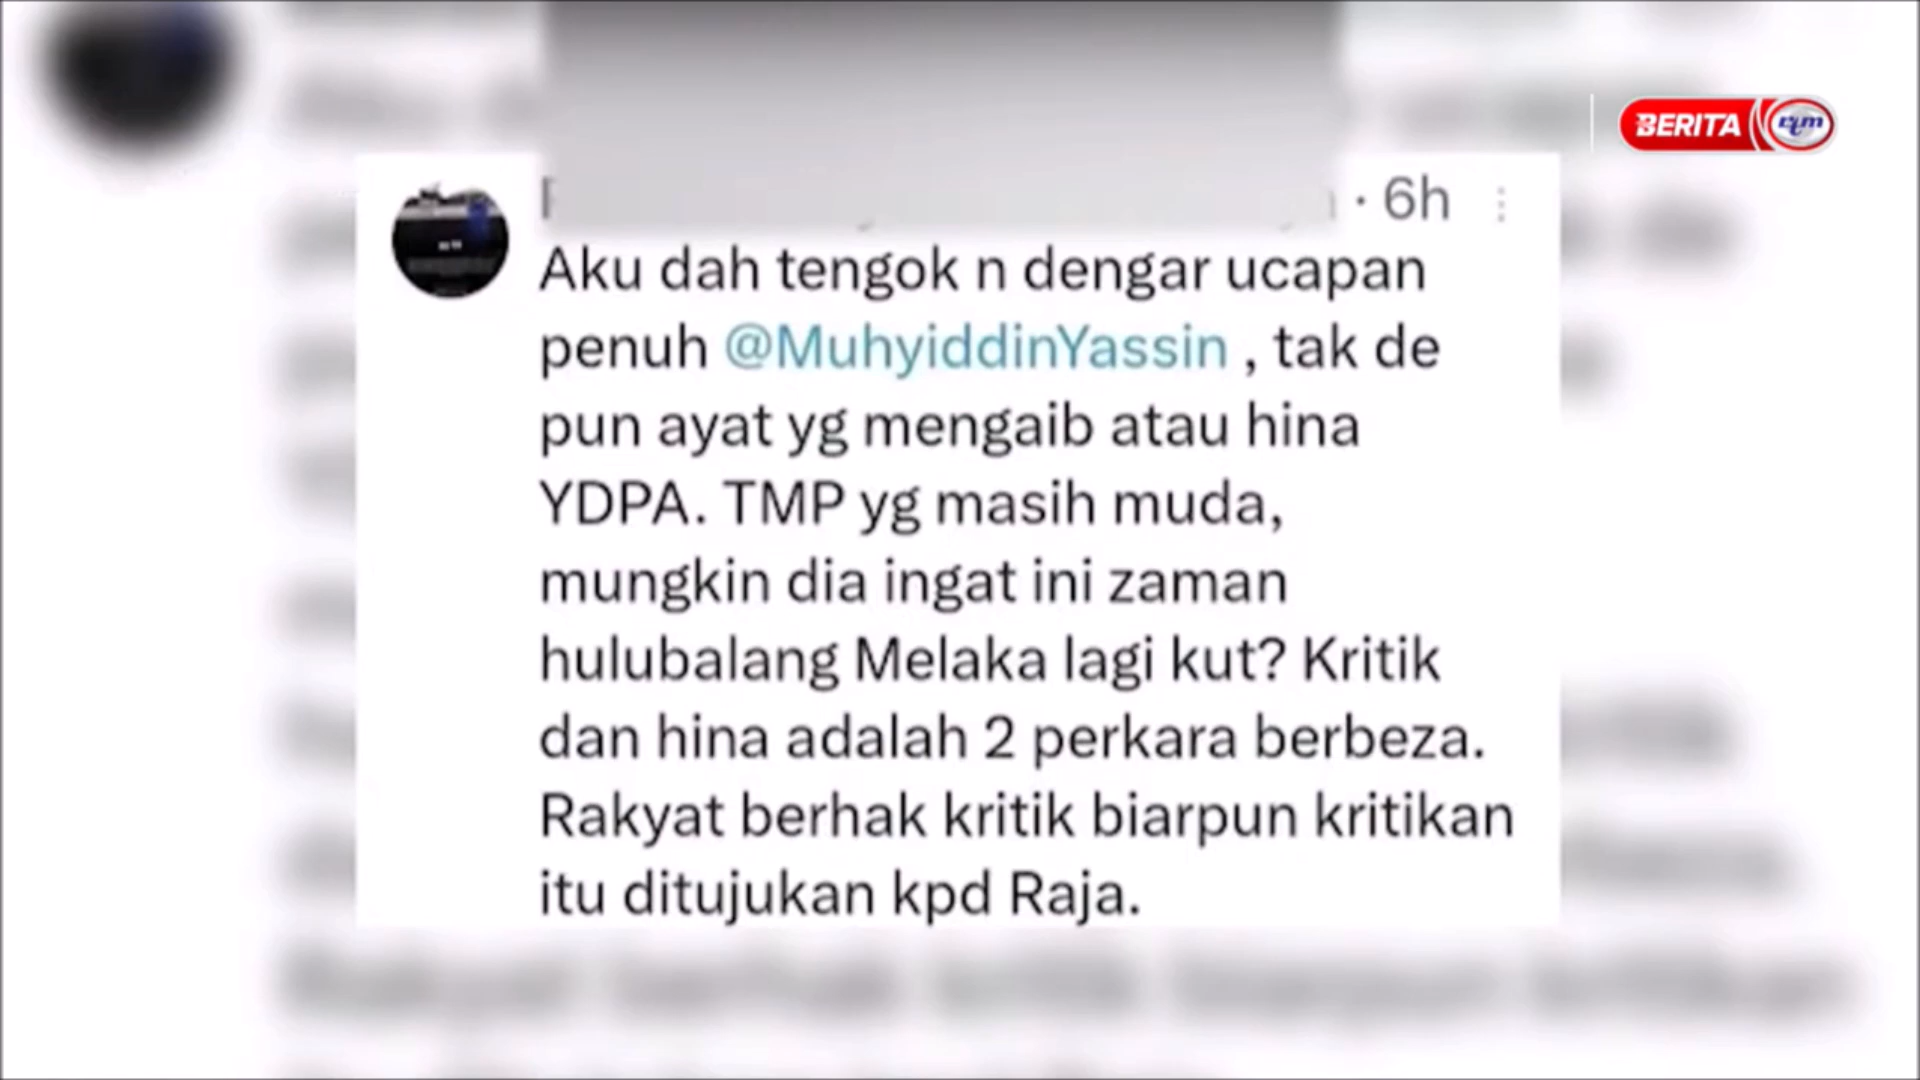 BERITA rtm
· 6h
Aku dah tengok n dengar ucapan
penuh @MuhyiddinYassin , tak de
pun ayat yg mengaib atau hina
YDPA. TMP yg masih muda,
mungkin dia ingat ini zaman
hulubalang Melaka lagi kut? Kritik
dan hina adalah 2 perkara berbeza.
Rakyat berhak kritik biarpun kritikan
itu ditujukan kpd Raja.